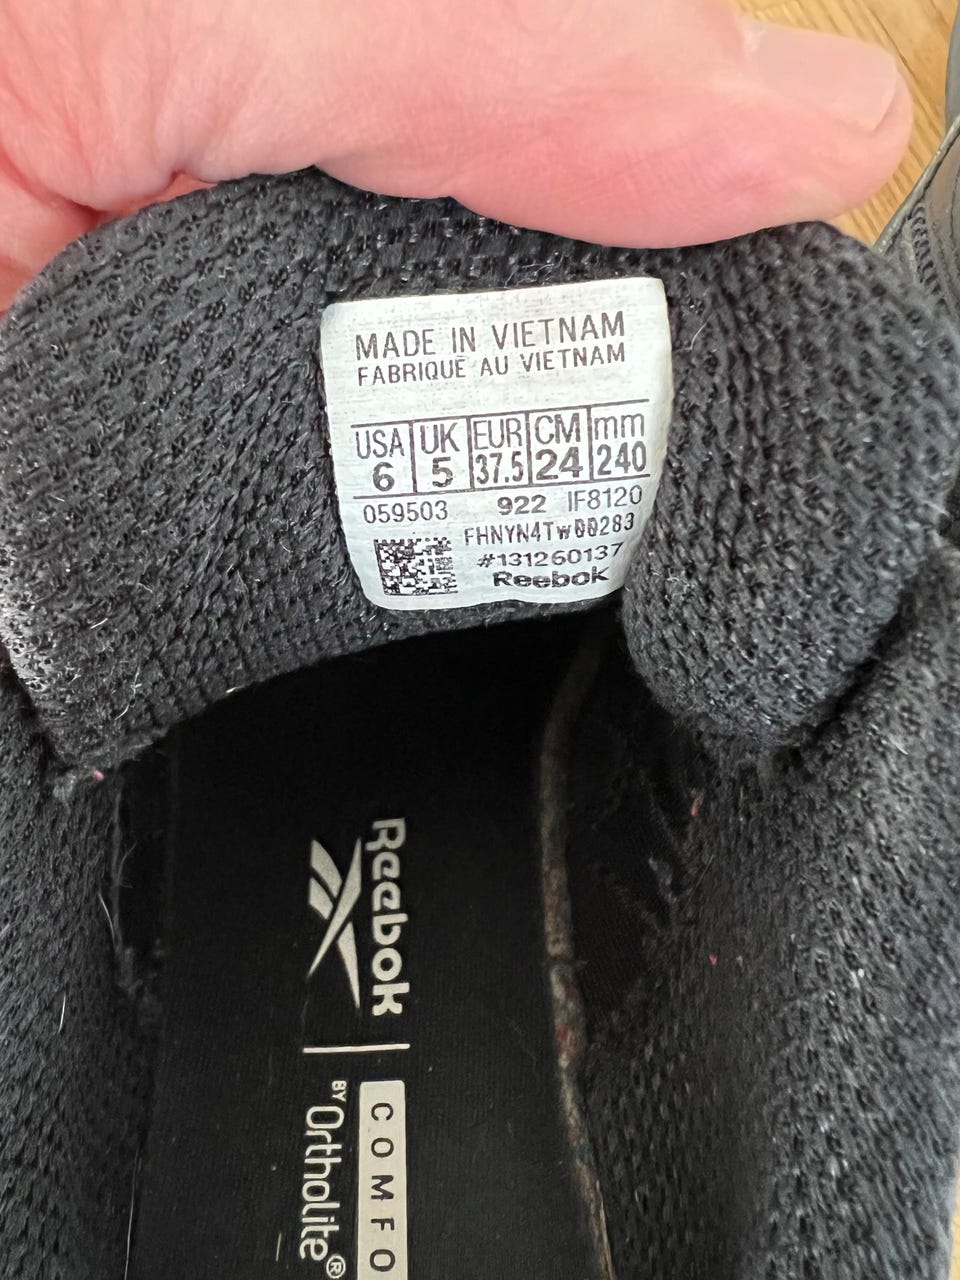 MADE IN VIETNAM
FABRIQUÉ AU VIETNAM
USA UK EUR CM mm
6 5 37.5 24 240
059503 922 IF8120
FHNYN4TW00283
#131260137
Reebok
Reebok
COMFO
BY Ortholite®